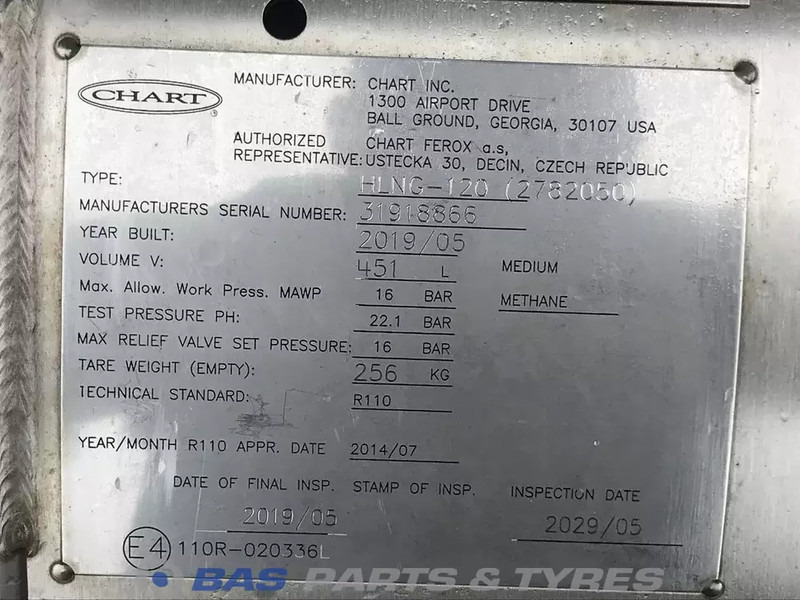 CHART
MANUFACTURER: CHART INC.
1300 AIRPORT DRIVE
BALL GROUND, GEORGIA, 30107 USA
AUTHORIZED CHART FEROX a.s,
REPRESENTATIVE: USTECKA 30, DECIN, CZECH REPUBLIC
TYPE: HLNG-120 (2782050)
MANUFACTURERS SERIAL NUMBER: 31918866
YEAR BUILT: 2019/05
VOLUME V: 451 L MEDIUM
Max. Allow. Work Press. MAWP 16 BAR METHANE
TEST PRESSURE PH: 22.1 BAR
MAX RELIEF VALVE SET PRESSURE: 16 BAR
TARE WEIGHT (EMPTY): 256 KG
TECHNICAL STANDARD: R110
YEAR/MONTH R110 APPR. DATE 2014/07
DATE OF FINAL INSP. STAMP OF INSP. INSPECTION DATE
2019/05 2029/05
E4 110R-020336L
BAS PARTS & TYRES